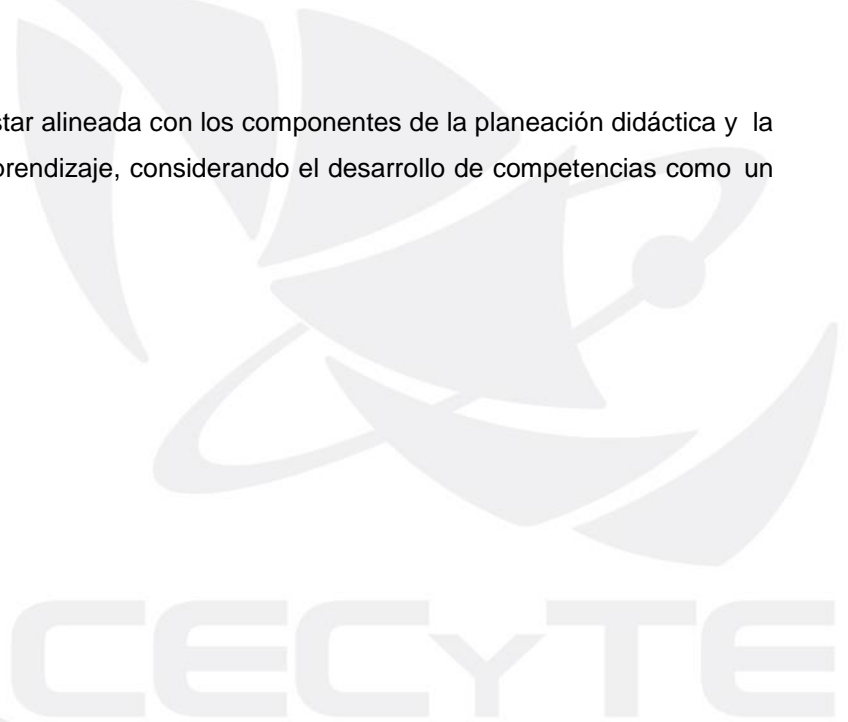 star alineada con los componentes de la planeación didáctica y la
prendizaje, considerando el desarrollo de competencias como un
CECyTE